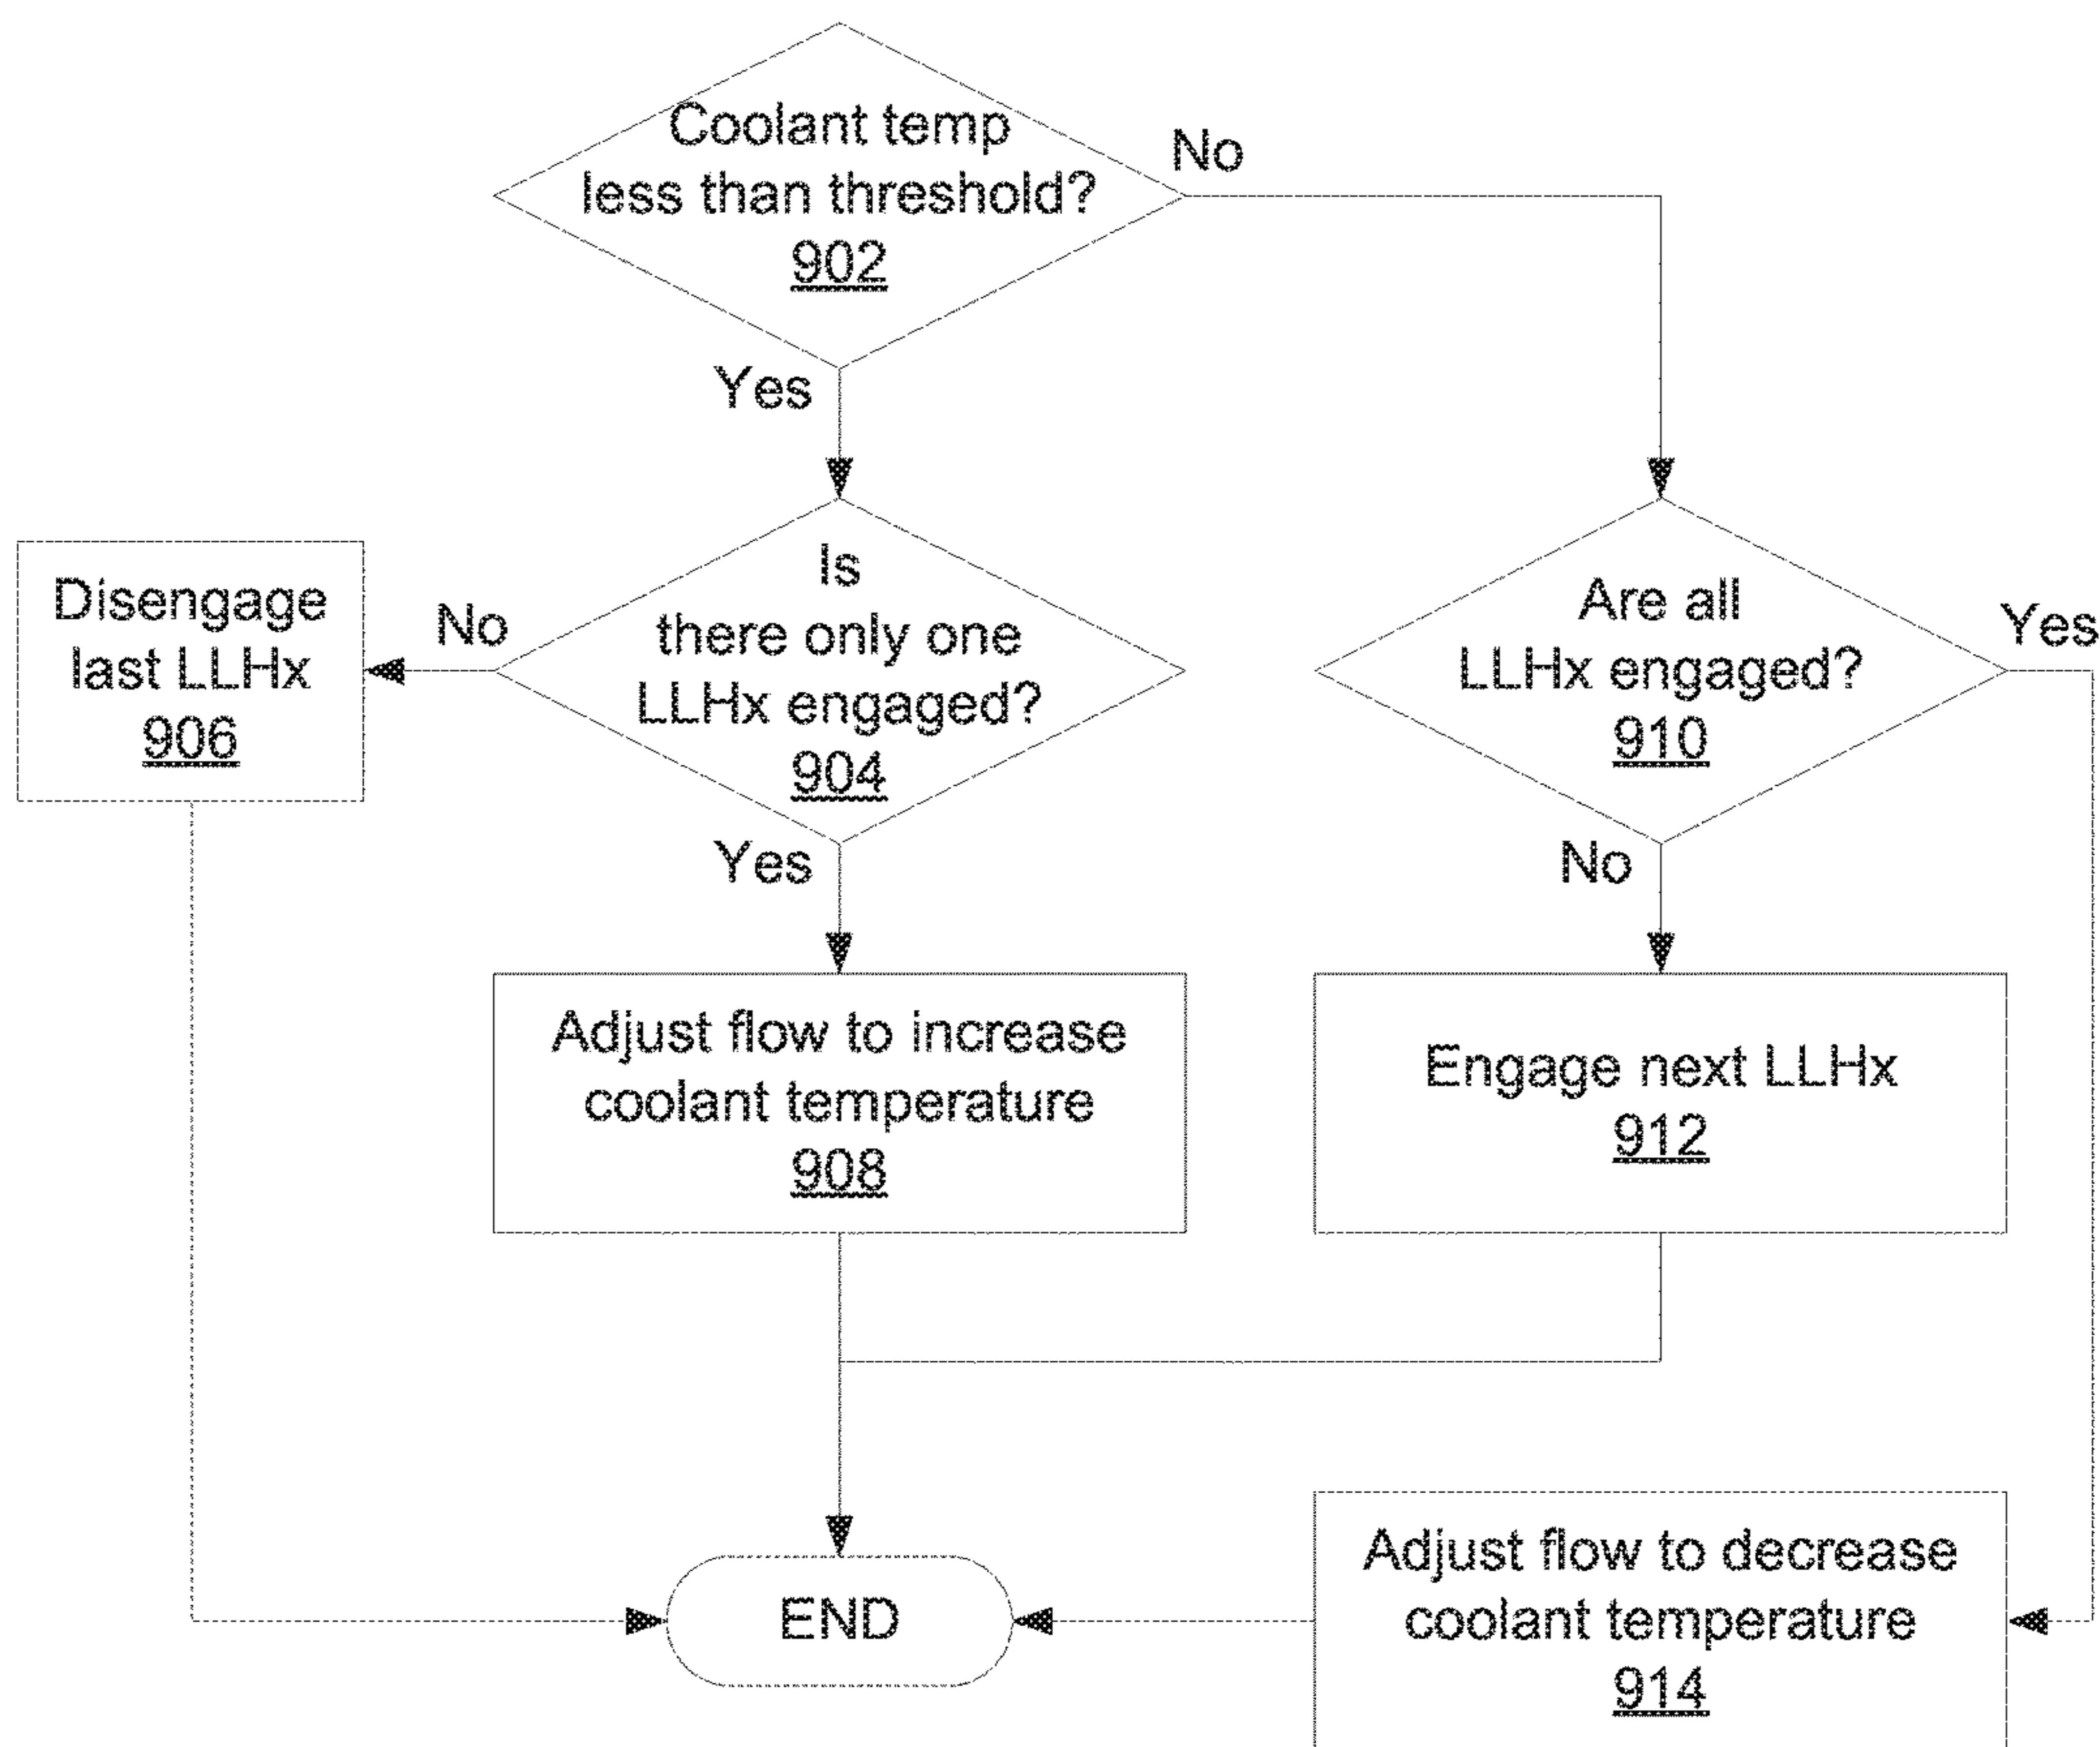 Coolant temp
less than threshold?
902
No
Yes
Disengage
last LLHx
906
No
Is
there only one
LLHx engaged?
904
Are all
LLHx engaged?
910
Yes
Yes
No
Adjust flow to increase
coolant temperature
908
Engage next LLHx
912
END
Adjust flow to decrease
coolant temperature
914